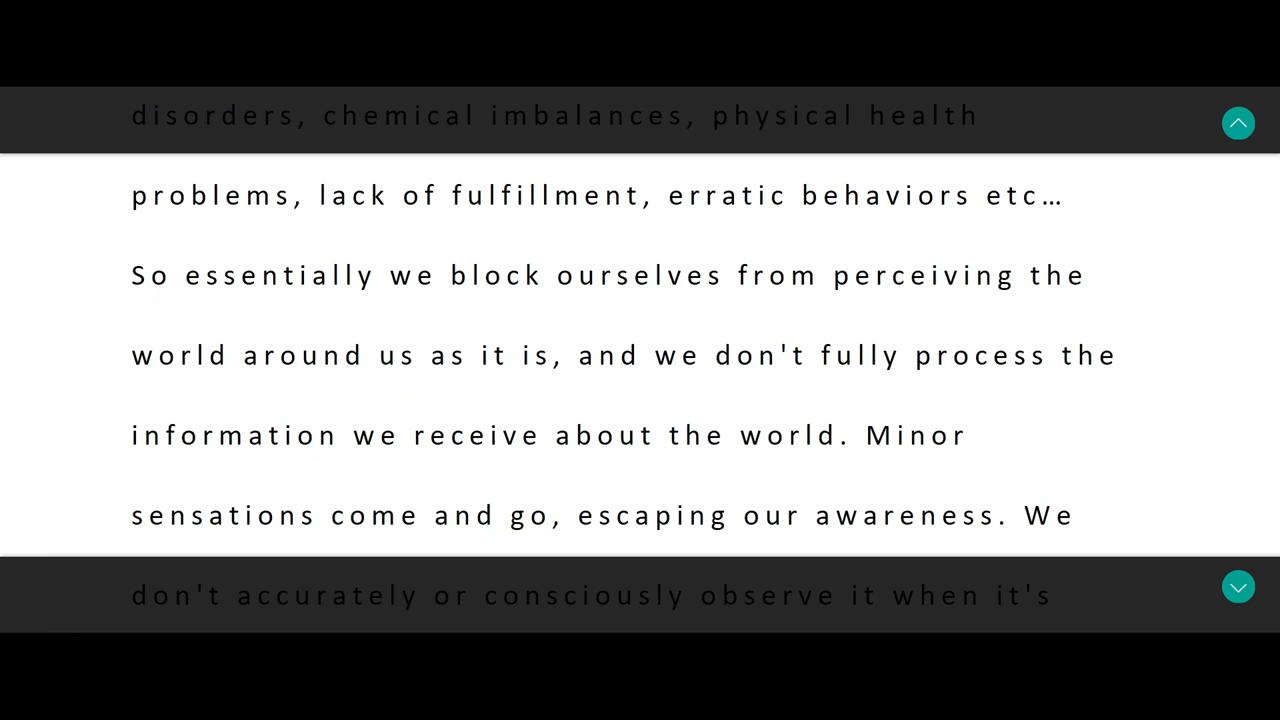 disorders, chemical imbalances, physical health
problems, lack of fulfillment, erratic behaviors etc…
So essentially we block ourselves from perceiving the
world around us as it is, and we don't fully process the
information we receive about the world. Minor
sensations come and go, escaping our awareness. We
don't accurately or consciously observe it when it's